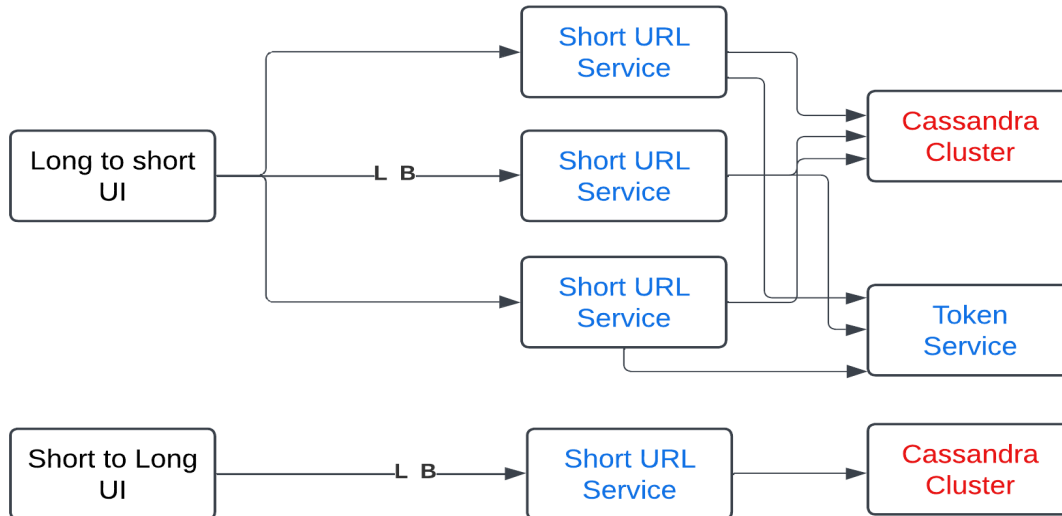 Short URL
Service
Long to short
UI
L B
Short URL
Service
Cassandra
Cluster
Short URL
Service
Token
Service
Short to Long
UI
L B
Short URL
Service
Cassandra
Cluster